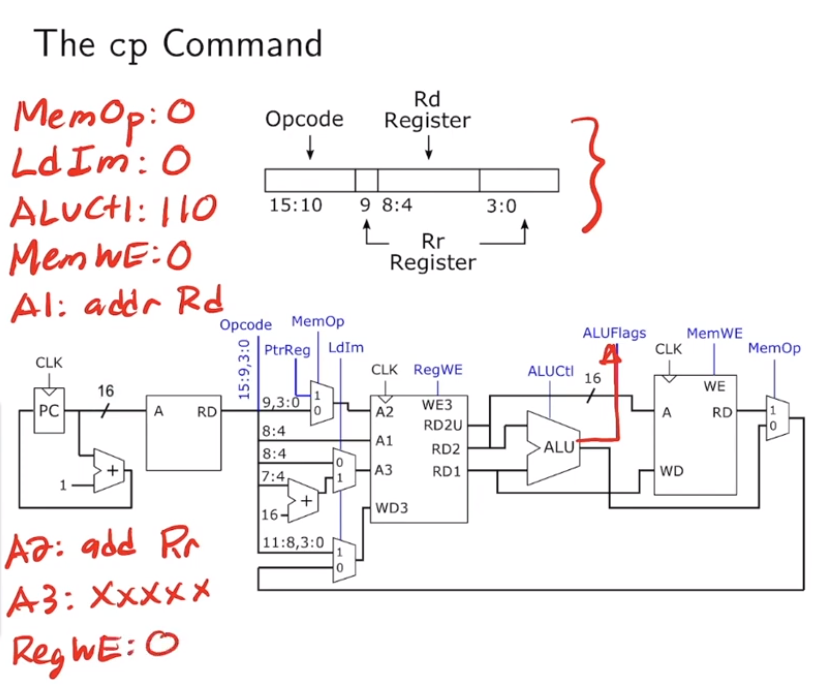 The cp Command
MemOp: 0
LdIm: 0
ALUCtl: 110
MemWE: 0
A1: addr Rd
Opcode
Rd
Register
15:10
9
8:4
3:0
Rr
Register
Opcode
15:9,3:0
MemOp
PtrReg
LdIm
CLK
RegWE
ALUCtl
ALUFlags
16
CLK
MemWE
MemOp
CLK
PC
16
A
RD
+
1
9,3:0
1
0
8:4
8:4
7:4
0
1
+
16
11:8,3:0
1
0
A2
A1
A3
WD3
WE3
RD2U
RD2
RD1
ALU
WE
A
RD
WD
1
0
A2: add Rr
A3: XXXXX
RegWE: 0